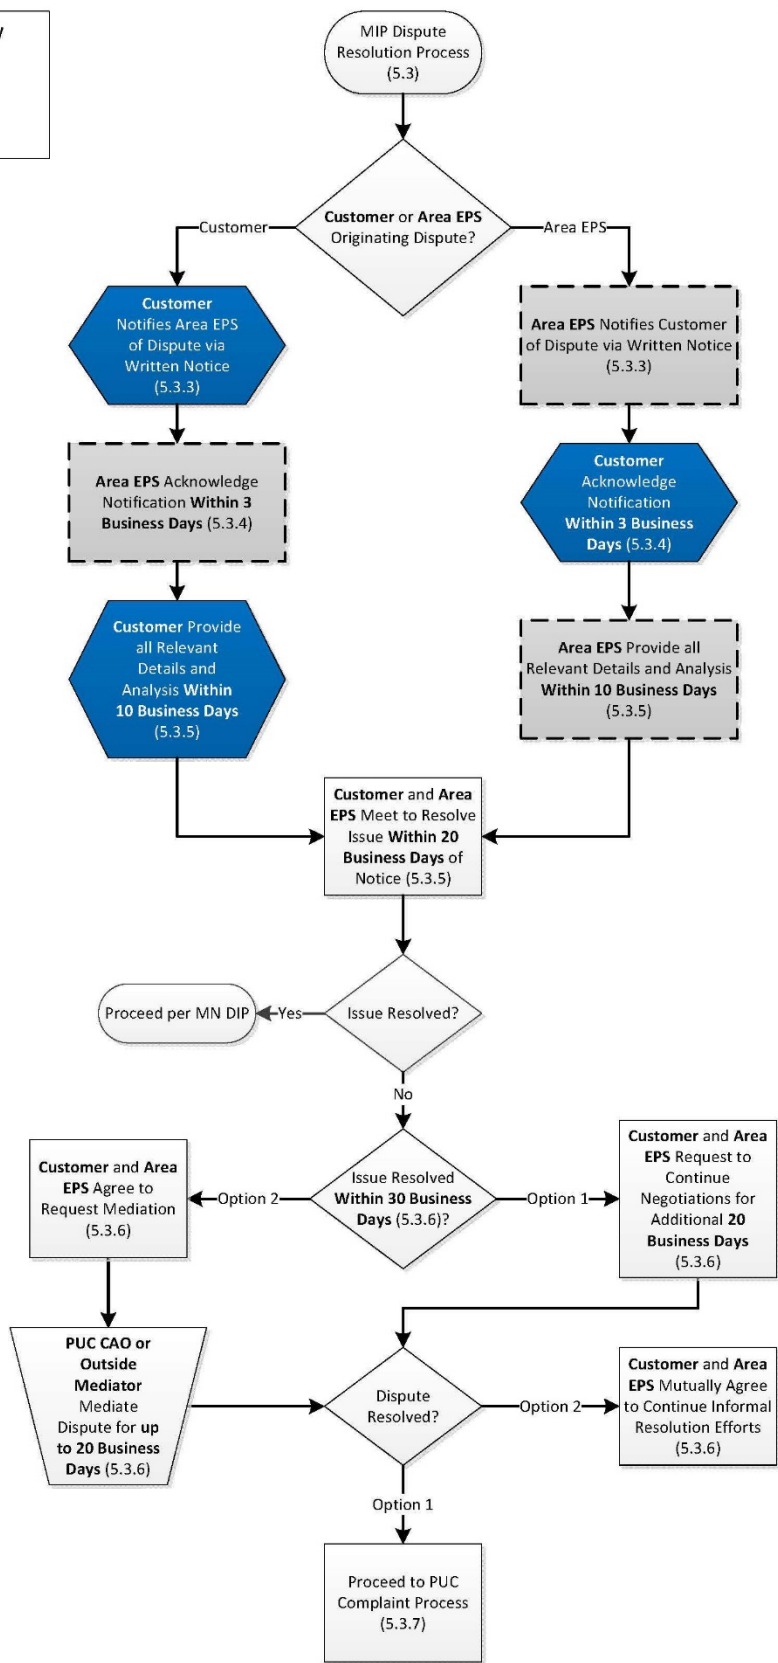 MIP Dispute
Resolution Process
(5.3)
Customer or Area EPS
Originating Dispute?
Customer
Area EPS
Customer
Notifies Area EPS
of Dispute via
Written Notice
(5.3.3)
Area EPS Notifies Customer
of Dispute via Written Notice
(5.3.3)
Area EPS Acknowledge
Notification Within 3
Business Days (5.3.4)
Customer
Acknowledge
Notification
Within 3 Business
Days (5.3.4)
Customer Provide
all Relevant
Details and
Analysis Within
10 Business Days
(5.3.5)
Area EPS Provide all
Relevant Details and Analysis
Within 10 Business Days
(5.3.5)
Customer and Area
EPS Meet to Resolve
Issue Within 20
Business Days of
Notice (5.3.5)
Proceed per MN DIP
Yes
Issue Resolved?
No
Customer and Area
EPS Agree to
Request Mediation
(5.3.6)
Option 2
Issue Resolved
Within 30 Business
Days (5.3.6)?
Option 1
Customer and Area
EPS Request to
Continue
Negotiations for
Additional 20
Business Days
(5.3.6)
PUC CAO or
Outside
Mediator
Mediate
Dispute for up
to 20 Business
Days (5.3.6)
Dispute
Resolved?
Option 2
Customer and Area
EPS Mutually Agree
to Continue Informal
Resolution Efforts
(5.3.6)
Option 1
Proceed to PUC
Complaint Process
(5.3.7)